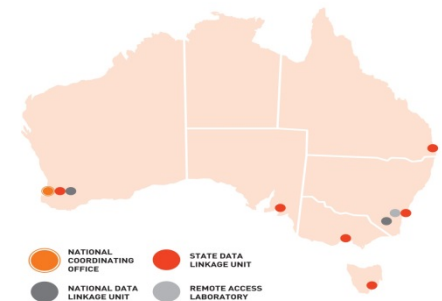 NATIONAL
COORDINATING
OFFICE
STATE DATA
LINKAGE UNIT
NATIONAL DATA
LINKAGE UNIT
REMOTE ACCESS
LABORATORY